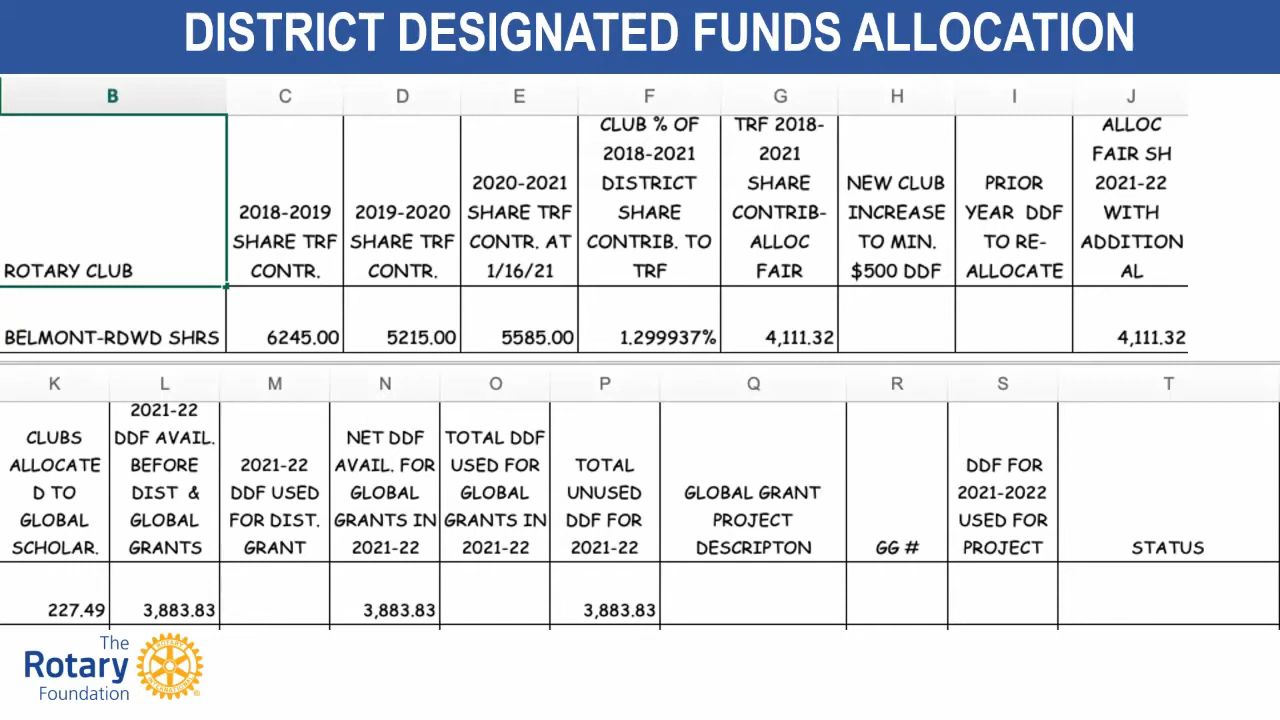 DISTRICT DESIGNATED FUNDS ALLOCATION
B C D E F G H I J
ROTARY CLUB
2018-2019
SHARE TRF
CONTR.
2019-2020
SHARE TRF
CONTR.
2020-2021
SHARE TRF
CONTR. AT
1/16/21
CLUB % OF
2018-2021
DISTRICT
SHARE
CONTRIB. TO
TRF
TRF 2018-
2021
SHARE
CONTRIB-
ALLOC
FAIR
NEW CLUB
INCREASE
TO MIN.
$500 DDF
PRIOR
YEAR DDF
TO RE-
ALLOCATE
ALLOC
FAIR SH
2021-22
WITH
ADDITION
AL
BELMONT-RDWD SHRS 6245.00 5215.00 5585.00 1.299937% 4,111.32 4,111.32
K L M N O P Q R S T
CLUBS
ALLOCATE
D TO
GLOBAL
SCHOLAR.
2021-22
DDF AVAIL.
BEFORE
DIST &
GLOBAL
GRANTS
2021-22
DDF USED
FOR DIST.
GRANT
NET DDF
AVAIL. FOR
GLOBAL
GRANTS IN
2021-22
TOTAL DDF
USED FOR
GLOBAL
GRANTS IN
2021-22
TOTAL
UNUSED
DDF FOR
2021-22
GLOBAL GRANT
PROJECT
DESCRIPTON
GG #
DDF FOR
2021-2022
USED FOR
PROJECT
STATUS
227.49 3,883.83 3,883.83 3,883.83
The
Rotary
Foundation
ROTARY
INTERNATIONAL